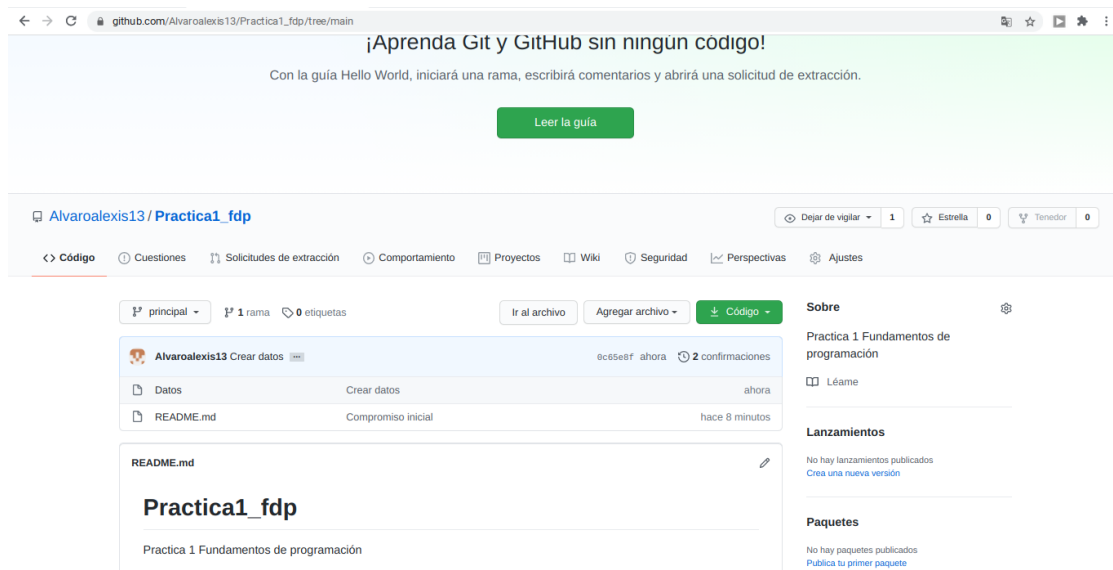 github.com/Alvaroalexis13/Practica1_fdp/tree/main
¡Aprenda Git y GitHub sin ningún código!
Con la guía Hello World, iniciará una rama, escribirá comentarios y abrirá una solicitud de extracción.
Leer la guía
Alvaroalexis13 / Practica1_fdp
Dejar de vigilar 1 Estrella 0 Tenedor 0
<> Código Cuestiones Solicitudes de extracción Comportamiento Proyectos Wiki Seguridad Perspectivas Ajustes
principal 1 rama 0 etiquetas Ir al archivo Agregar archivo Código
Alvaroalexis13 Crear datos ... 0c65e8f ahora 2 confirmaciones
Datos Crear datos ahora
README.md Compromiso inicial hace 8 minutos
README.md
Practica1_fdp
Practica 1 Fundamentos de programación
Sobre
Practica 1 Fundamentos de
programación
Léame
Lanzamientos
No hay lanzamientos publicados
Crea una nueva versión
Paquetes
No hay paquetes publicados
Publica tu primer paquete